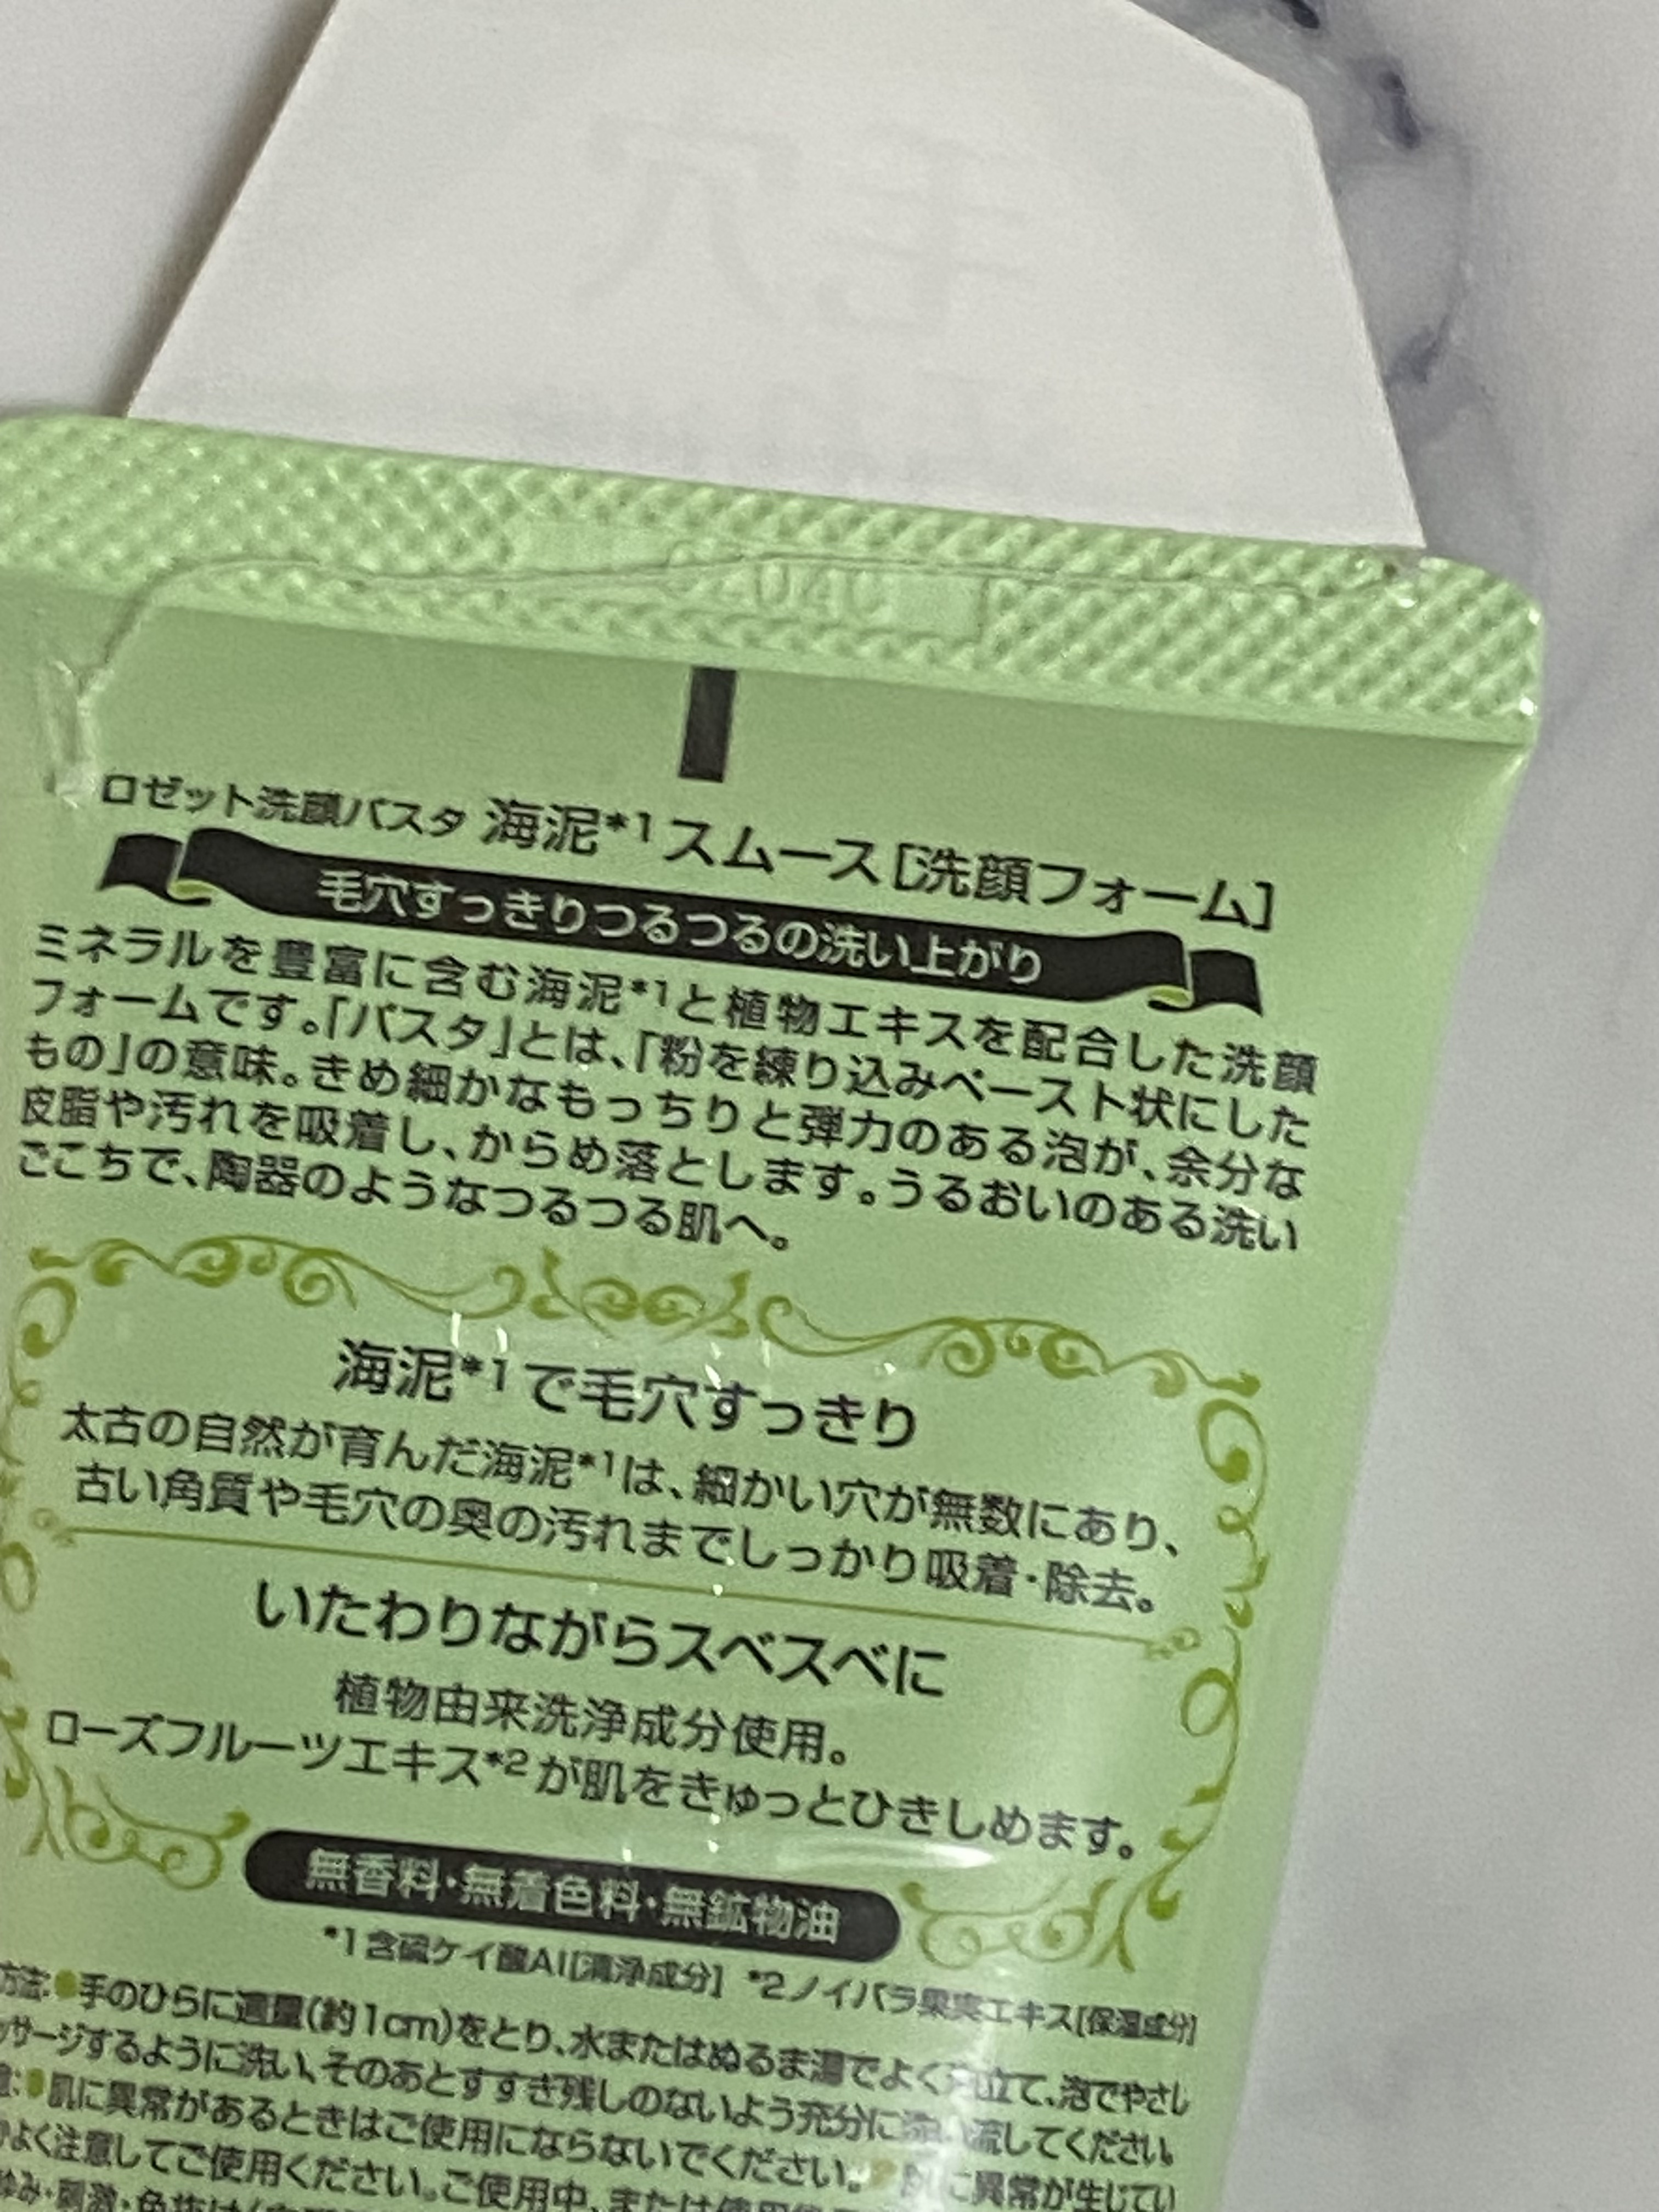 毛穴
ロゼット洗顔パスタ 海泥*1スムース[洗顔フォーム]
毛穴すっきりつるつるの洗い上がり
ミネラルを豊富に含む海泥*1と植物エキスを配合した洗顔
フォームです。「パスタ」とは、「粉を練り込みペースト状にした
もの」の意味。きめ細かなもっちりと弾力のある泡が、余分な
皮脂や汚れを吸着し、からめ落とします。うるおいのある洗い
ごこちで、陶器のようなつるつる肌へ。
海泥*1で毛穴すっきり
太古の自然が育んだ海泥*1は、細かい穴が無数にあり、
古い角質や毛穴の奥の汚れまでしっかり吸着・除去。
いたわりながらスベスベに
植物由来洗浄成分使用。
ローズフルーツエキス*2が肌をきゅっとひきしめます。
無香料・無着色料・無鉱物油
*1含硫ケイ酸Al[清浄成分] *2ノイバラ果実エキス[保湿成分]
方法:●手のひらに適量(約1cm)をとり、水またはぬるま湯でよく泡立て、泡でやさし
ッサージするように洗い、そのあとすすぎ残しのないよう充分に洗い流してください。
意:●肌に異常があるときはご使用にならないでください。●肌に異常が生じてい
よく注意してご使用ください。ご使用中、または使用後